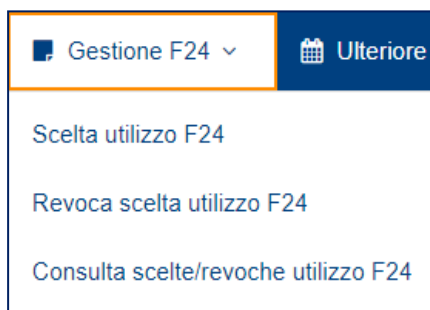 Gestione F24 Ulteriore
Scelta utilizzo F24
Revoca scelta utilizzo F24
Consulta scelte/revoche utilizzo F24